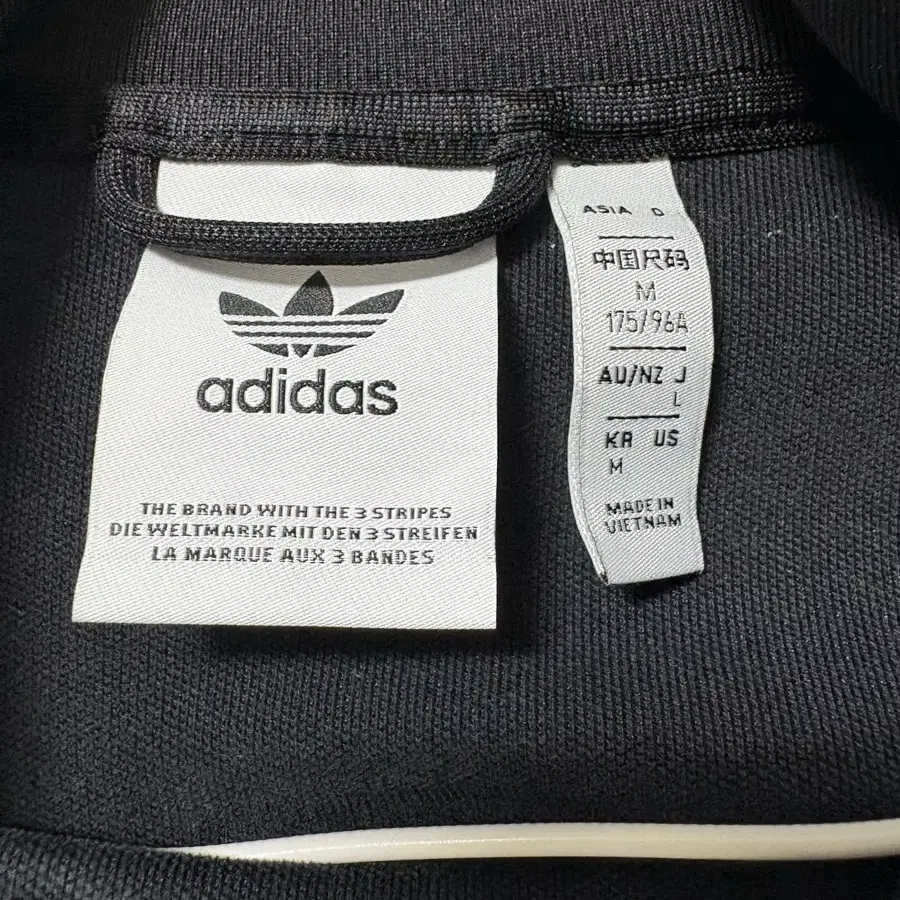 adidas
THE BRAND WITH THE 3 STRIPES
DIE WELTMARKE MIT DEN 3 STREIFEN
LA MARQUE AUX 3 BANDES
ASIA D
中国尺码
M
175/96A
AU/NZ J
L
KR US
M
MADE IN
VIETNAM